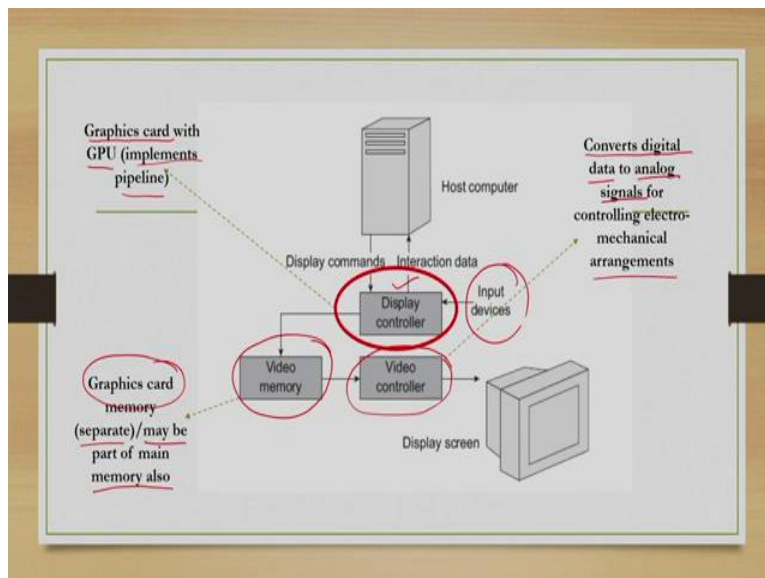 Graphics card with
GPU (implements
pipeline)
Host computer
Converts digital
data to analog
signals for
controlling electro-
mechanical
arrangements
Display commands
Interaction data
Display
controller
Input
devices
Video
memory
Video
controller
Graphics card
memory
(separate)/may be
part of main
memory also
Display screen